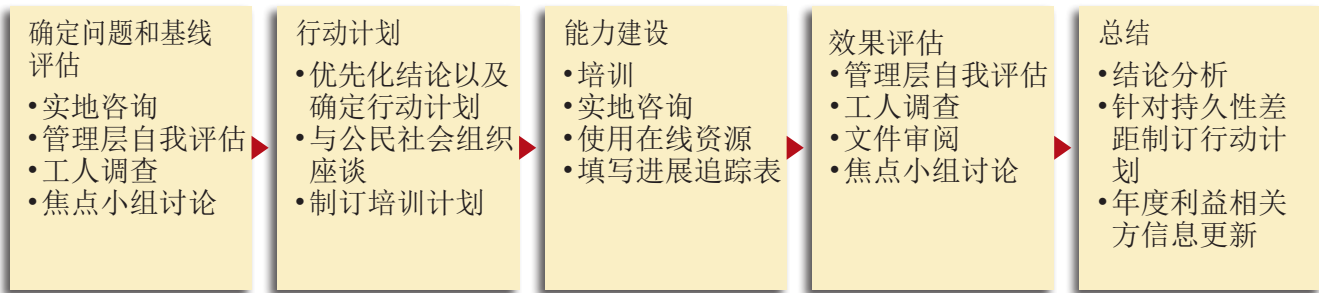 确定问题和基线
评估
•实地咨询
•管理层自我评估
•工人调查
•焦点小组讨论
行动计划
•优先化结论以及
确定行动计划
•与公民社会组织
座谈
•制订培训计划
能力建设
•培训
•实地咨询
•使用在线资源
•填写进展追踪表
效果评估
•管理层自我评估
•工人调查
•文件审阅
•焦点小组讨论
总结
•结论分析
•针对持久性差
距制订行动计
划
•年度利益相关
方信息更新